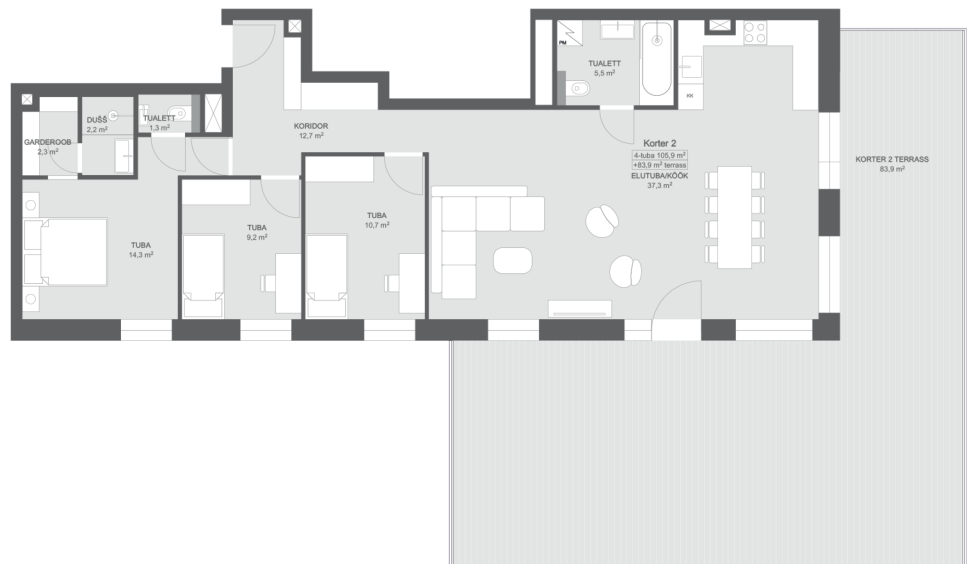 PM
TUALETT
5,5 m²
KK
DUŠŠ
2,2 m²
TUALETT
1,3 m²
GARDEROOB
2,3 m²
KORIDOR
12,7 m²
Korter 2
4-tuba 105,9 m²
+83,9 m² terrass
ELUTUBA/KÖÖK
37,3 m²
KORTER 2 TERRASS
83,9 m²
TUBA
14,3 m²
TUBA
9,2 m²
TUBA
10,7 m²